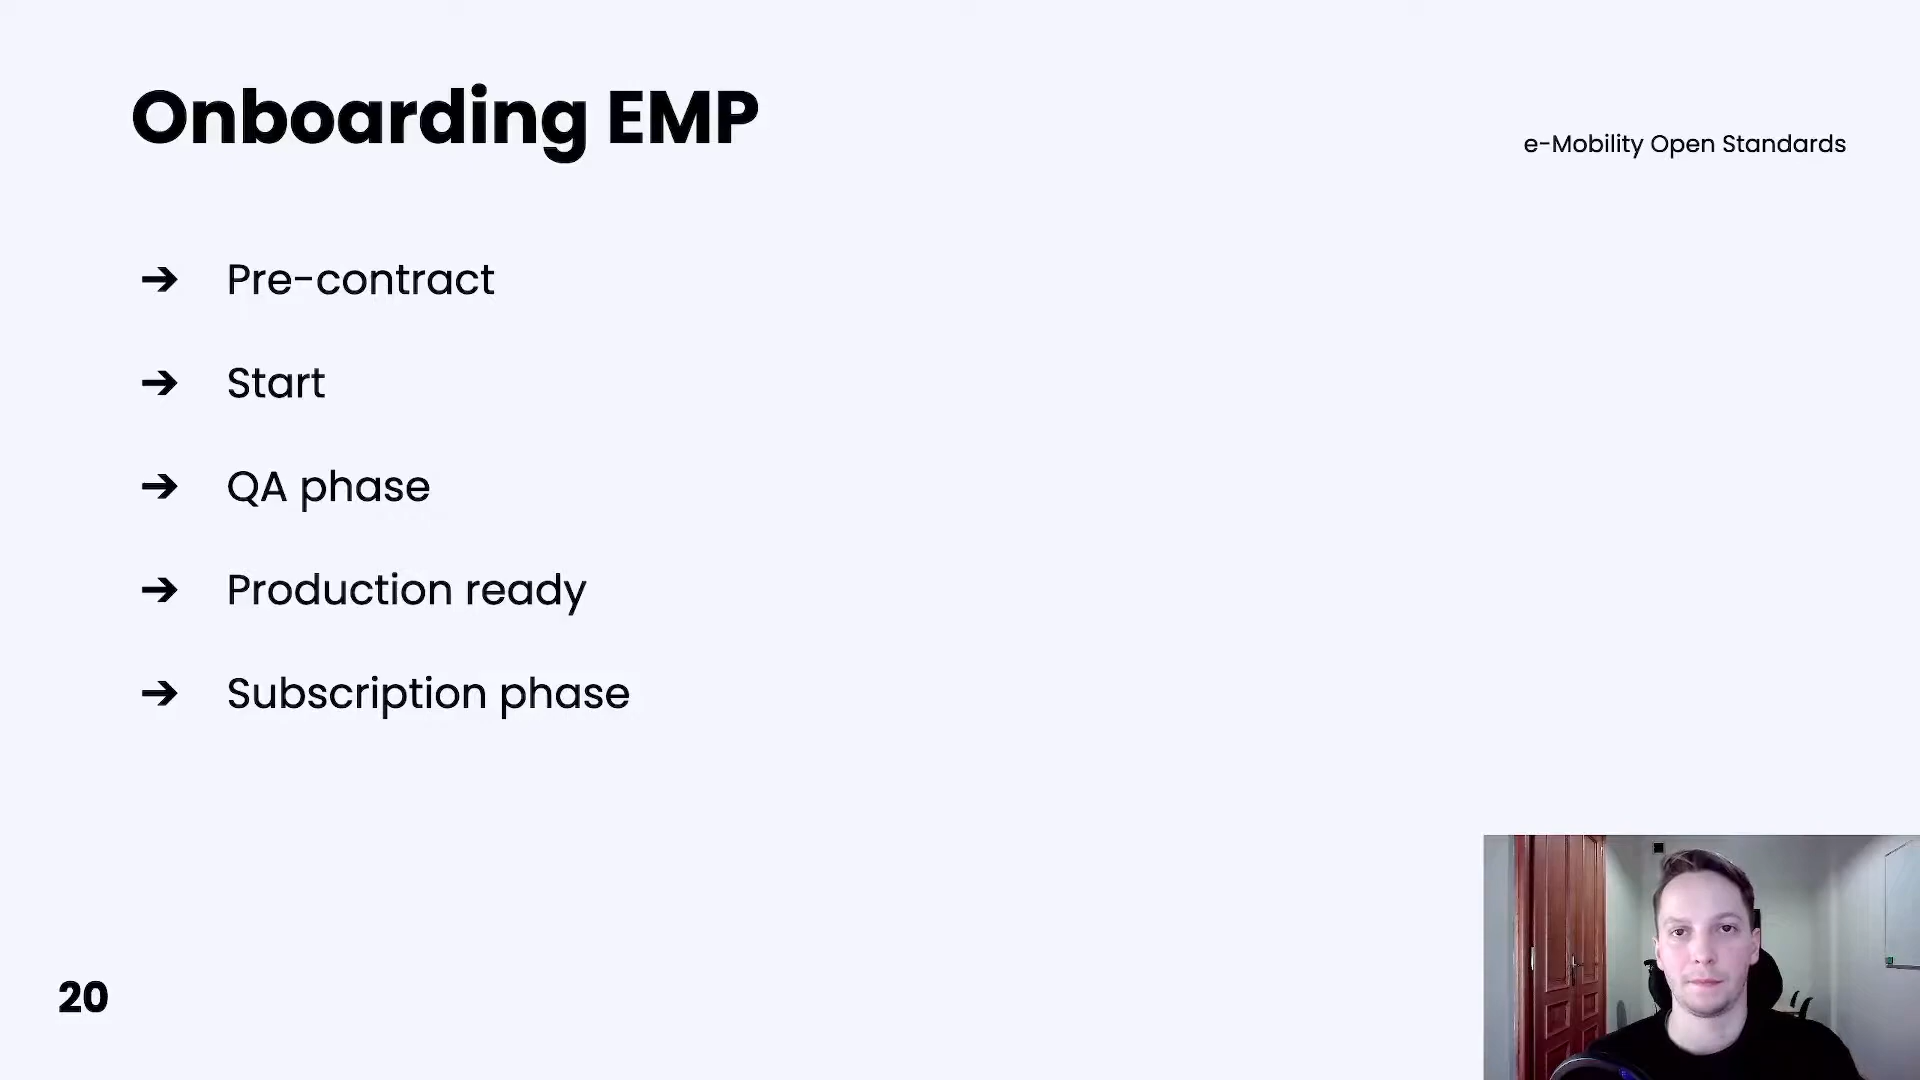 Onboarding EMP
e-Mobility Open Standards
➔ Pre-contract
➔ Start
➔ QA phase
➔ Production ready
➔ Subscription phase
20